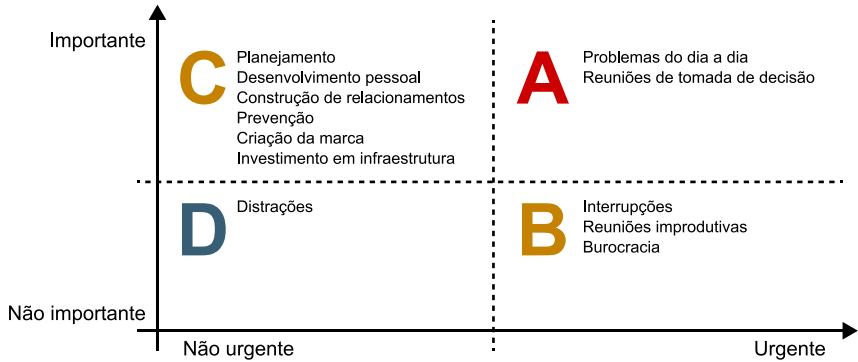 Importante
C
Planejamento
Desenvolvimento pessoal
Construção de relacionamentos
Prevenção
Criação da marca
Investimento em infraestrutura
A
Problemas do dia a dia
Reuniões de tomada de decisão
D
Distrações
B
Interrupções
Reuniões improdutivas
Burocracia
Não importante
Não urgente
Urgente